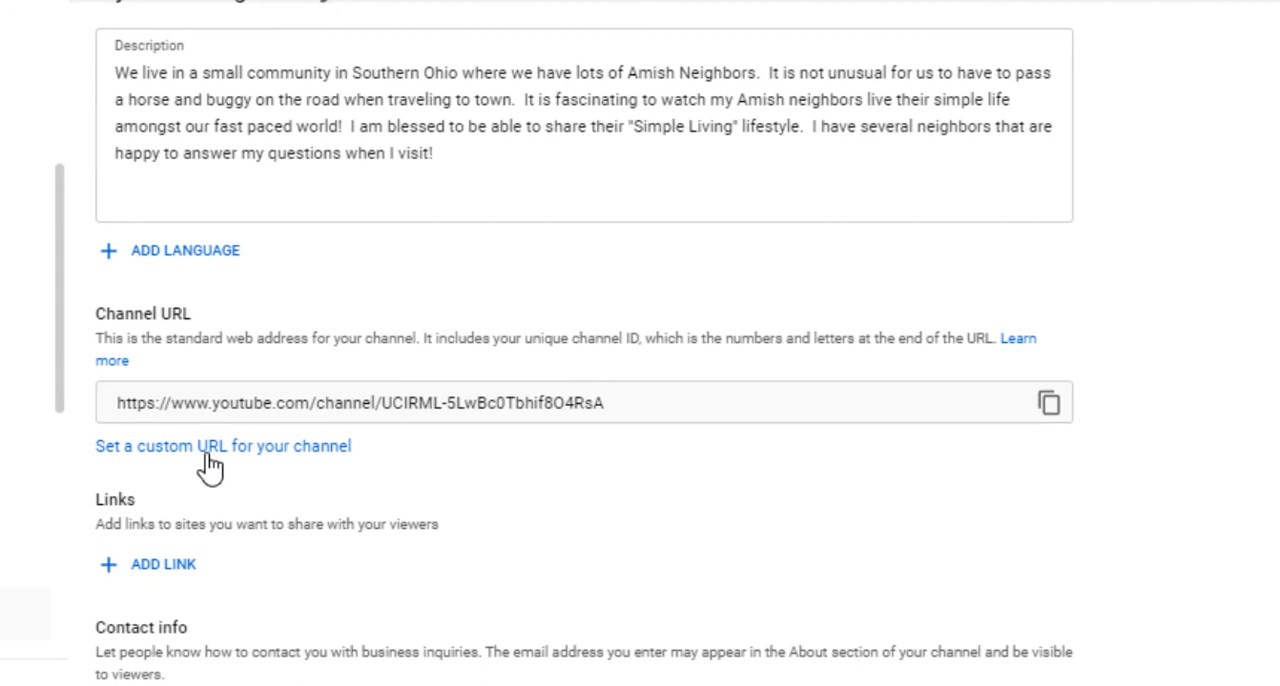 Description
We live in a small community in Southern Ohio where we have lots of Amish Neighbors.  It is not unusual for us to have to pass
a horse and buggy on the road when traveling to town.  It is fascinating to watch my Amish neighbors live their simple life
amongst our fast paced world!  I am blessed to be able to share their "Simple Living" lifestyle.  I have several neighbors that are
happy to answer my questions when I visit!
ADD LANGUAGE
Channel URL
This is the standard web address for your channel. It includes your unique channel ID, which is the numbers and letters at the end of the URL. Learn
more
https://www.youtube.com/channel/UCIRML-5LwBc0Tbhif8O4RsA
Set a custom URL for your channel
Links
Add links to sites you want to share with your viewers
ADD LINK
Contact info
Let people know how to contact you with business inquiries. The email address you enter may appear in the About section of your channel and be visible
to viewers.